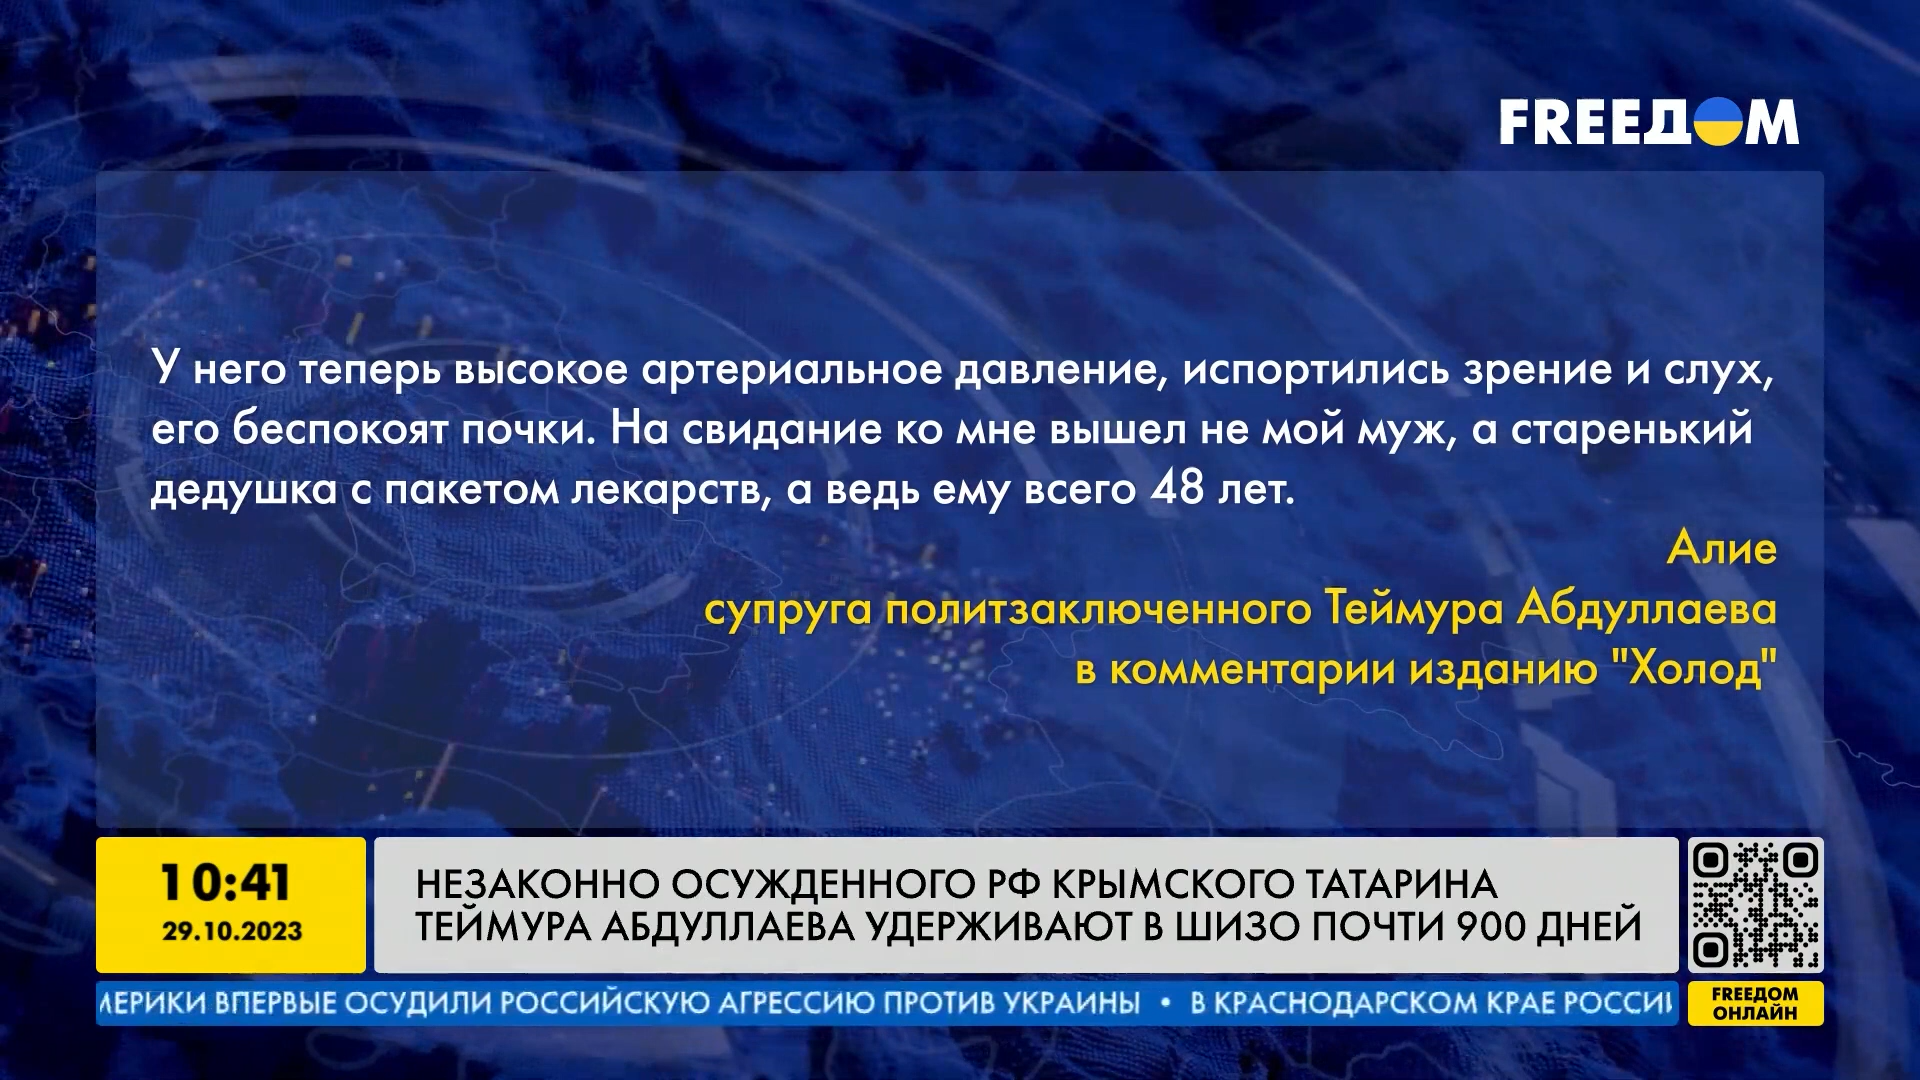 FREEДOM
У него теперь высокое артериальное давление, испортились зрение и слух,
его беспокоят почки. На свидание ко мне вышел не мой муж, а старенький
дедушка с пакетом лекарств, а ведь ему всего 48 лет.
Алие
супруга политзаключенного Теймура Абдуллаева
в комментарии изданию "Холод"
10:41
29.10.2023
НЕЗАКОННО ОСУЖДЕННОГО РФ КРЫМСКОГО ТАТАРИНА
ТЕЙМУРА АБДУЛЛАЕВА УДЕРЖИВАЮТ В ШИЗО ПОЧТИ 900 ДНЕЙ
МЕРИКИ ВПЕРВЫЕ ОСУДИЛИ РОССИЙСКУЮ АГРЕССИЮ ПРОТИВ УКРАИНЫ • В КРАСНОДАРСКОМ КРАЕ РОССИИ
FREEДOM
ОНЛАЙН